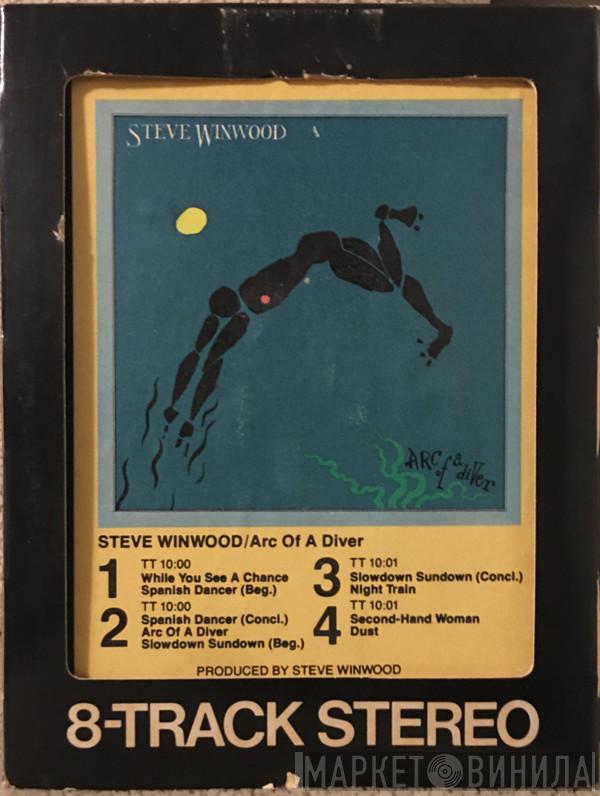 STEVE WINWOOD
ARC of a diver
STEVE WINWOOD/Arc Of A Diver
1 TT 10:00
While You See A Chance
Spanish Dancer (Beg.)
2 TT 10:00
Spanish Dancer (Concl.)
Arc Of A Diver
Slowdown Sundown (Beg.)
3 TT 10:01
Slowdown Sundown (Concl.)
Night Train
4 TT 10:01
Second-Hand Woman
Dust
PRODUCED BY STEVE WINWOOD
8-TRACK STEREO
МАРКЕТ ВИНИЛА